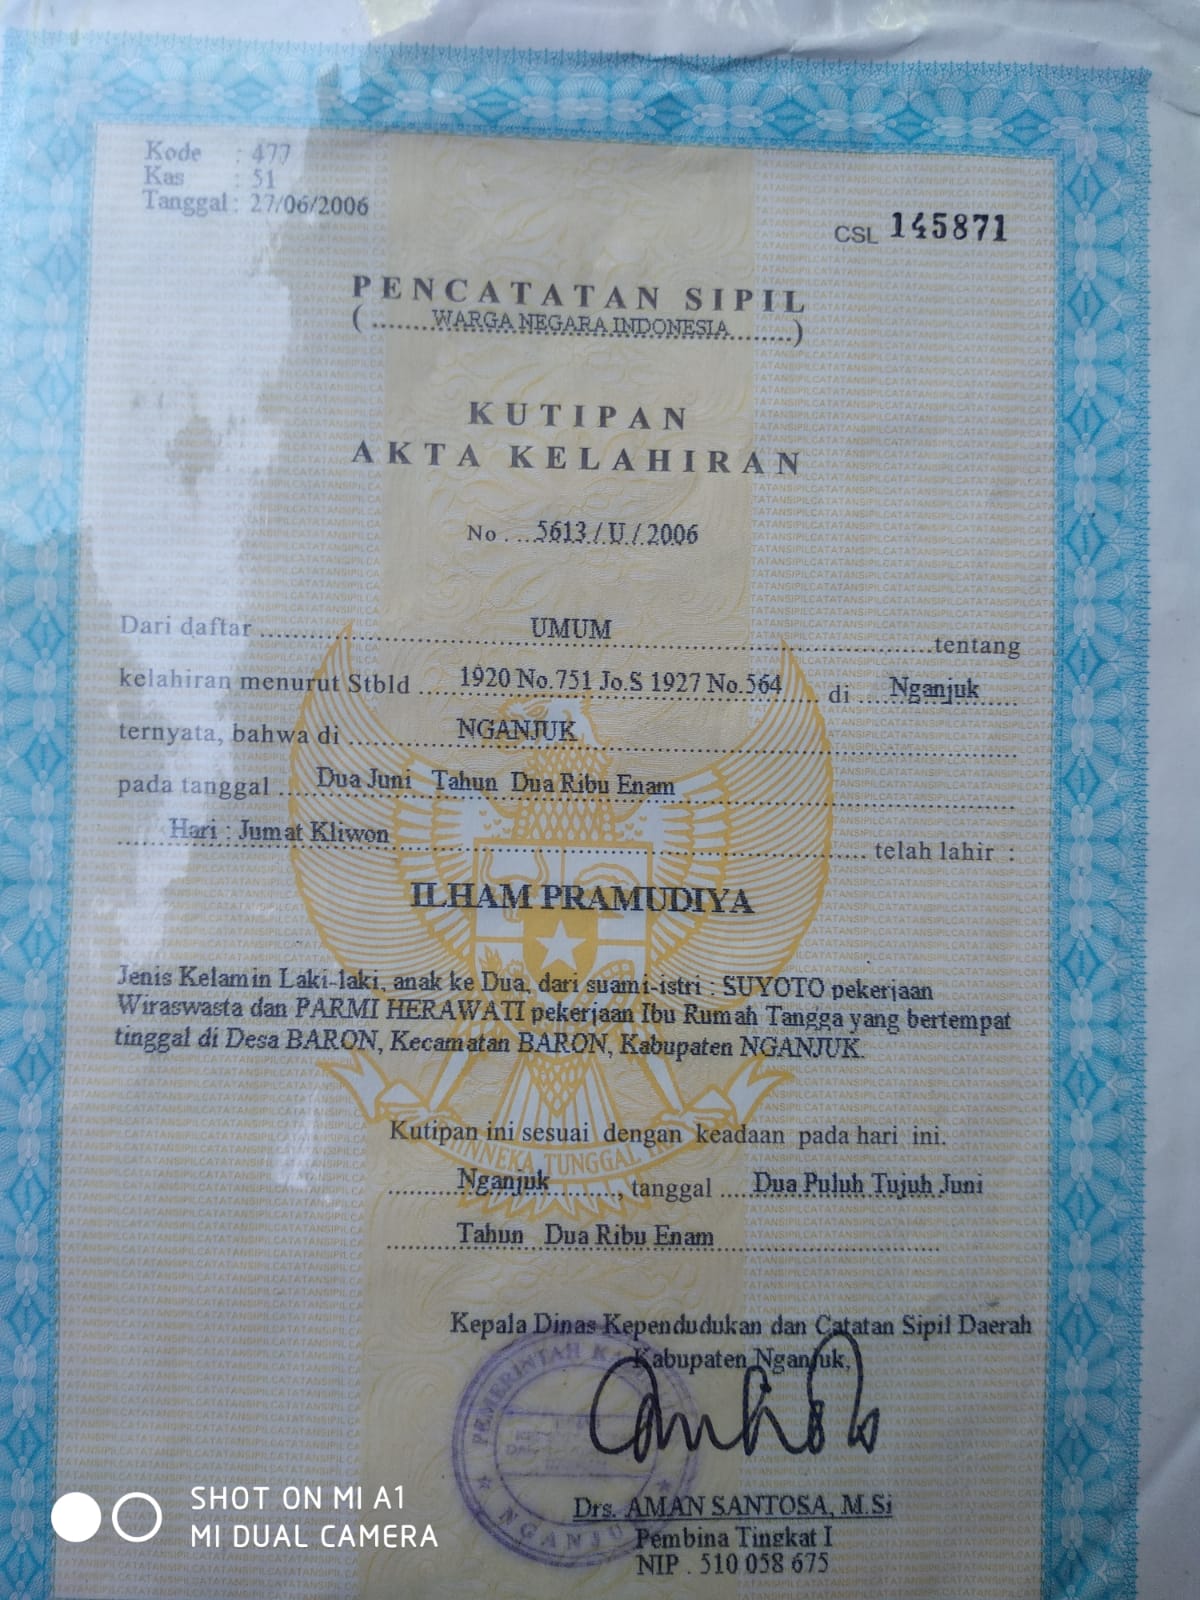 Kode : 477
Kas : 51
Tanggal : 27/06/2006
CSL 145871
PENCATATAN SIPIL
(.......WARGA NEGARA INDONESIA.......)
KUTIPAN
AKTA KELAHIRAN
No....5613 / U / 2006
Dari daftar ........ UMUM ........ tentang
kelahiran menurut Stbld .... 1920 No.751 Jo.S 1927 No.564.... di .... Nganjuk ....
ternyata, bahwa di ........ NGANJUK ........
pada tanggal .... Dua Juni Tahun Dua Ribu Enam ........
Hari : Jumat Kliwon ........ telah lahir :
ILHAM PRAMUDIYA
Jenis Kelamin Laki-laki, anak ke Dua, dari suami-istri : SUYOTO pekerjaan
Wiraswasta dan PARMI HERAWATI pekerjaan Ibu Rumah Tangga yang bertempat
tinggal di Desa BARON, Kecamatan BARON, Kabupaten NGANJUK.
Kutipan ini sesuai dengan keadaan pada hari ini.
NNEKA TUNGGAL
........ Nganjuk ........, tanggal .... Dua Puluh Tujuh Juni
........ Tahun Dua Ribu Enam ........
Kepala Dinas Kependudukan dan Catatan Sipil Daerah
Kabupaten Nganjuk,
PEMERINTAH
NGANJU
Drs. AMAN SANTOSA, M.Si
Pembina Tingkat I
NIP . 510 058 675
SHOT ON MI A1
MI DUAL CAMERA